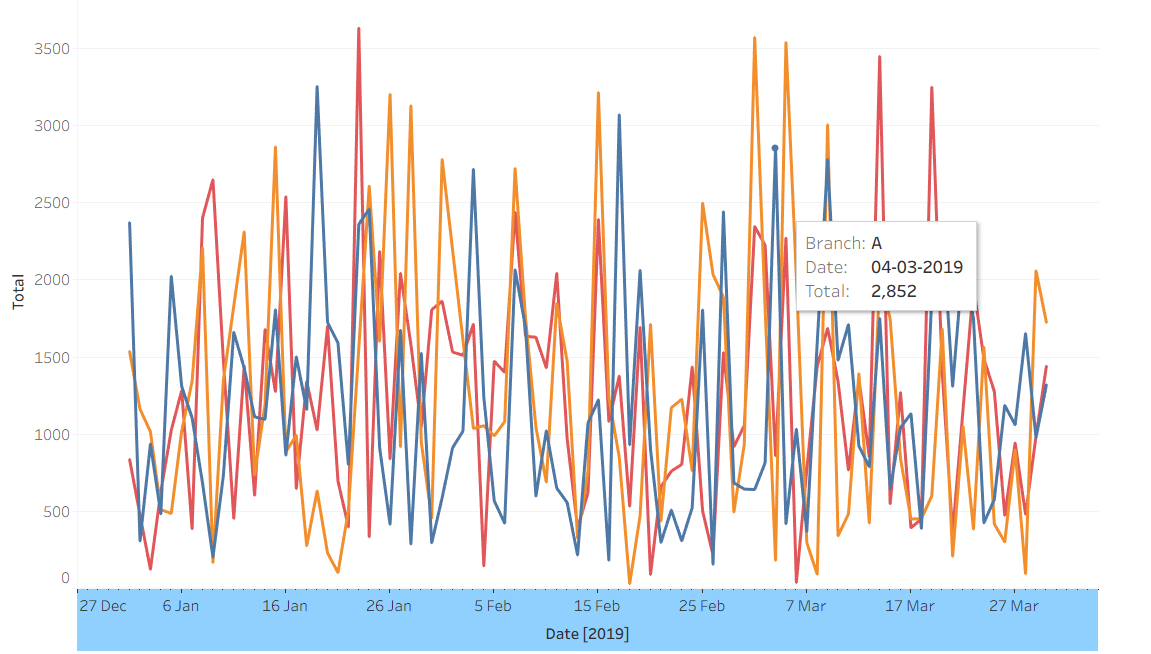 3500
3000
2500
2000
1500
1000
500
0
Total
Branch: A
Date: 04-03-2019
Total: 2,852
27 Dec 6 Jan 16 Jan 26 Jan 5 Feb 15 Feb 25 Feb 7 Mar 17 Mar 27 Mar
Date [2019]